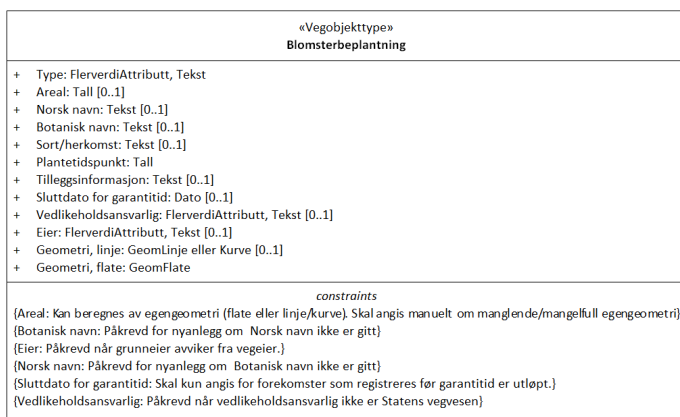 «Vegobjekttype»
Blomsterbeplantning
+ Type: FlerverdiAttributt, Tekst
+ Areal: Tall [0..1]
+ Norsk navn: Tekst [0..1]
+ Botanisk navn: Tekst [0..1]
+ Sort/herkomst: Tekst [0..1]
+ Plantetidspunkt: Tall
+ Tilleggsinformasjon: Tekst [0..1]
+ Sluttdato for garantitid: Dato [0..1]
+ Vedlikeholdsansvarlig: FlerverdiAttributt, Tekst [0..1]
+ Eier: FlerverdiAttributt, Tekst [0..1]
+ Geometri, linje: GeomLinje eller Kurve [0..1]
+ Geometri, flate: GeomFlate
constraints
{Areal: Kan beregnes av egengeometri (flate eller linje/kurve). Skal angis manuelt om manglende/mangelfull egengeometri}
{Botanisk navn: Påkrevd for nyanlegg om  Norsk navn ikke er gitt}
{Eier: Påkrevd når grunneier avviker fra vegeier.}
{Norsk navn: Påkrevd for nyanlegg om  Botanisk navn ikke er gitt}
{Sluttdato for garantitid: Skal kun angis for forekomster som registreres før garantitid er utløpt.}
{Vedlikeholdsansvarlig: Påkrevd når vedlikeholdsansvarlig ikke er Statens vegvesen}